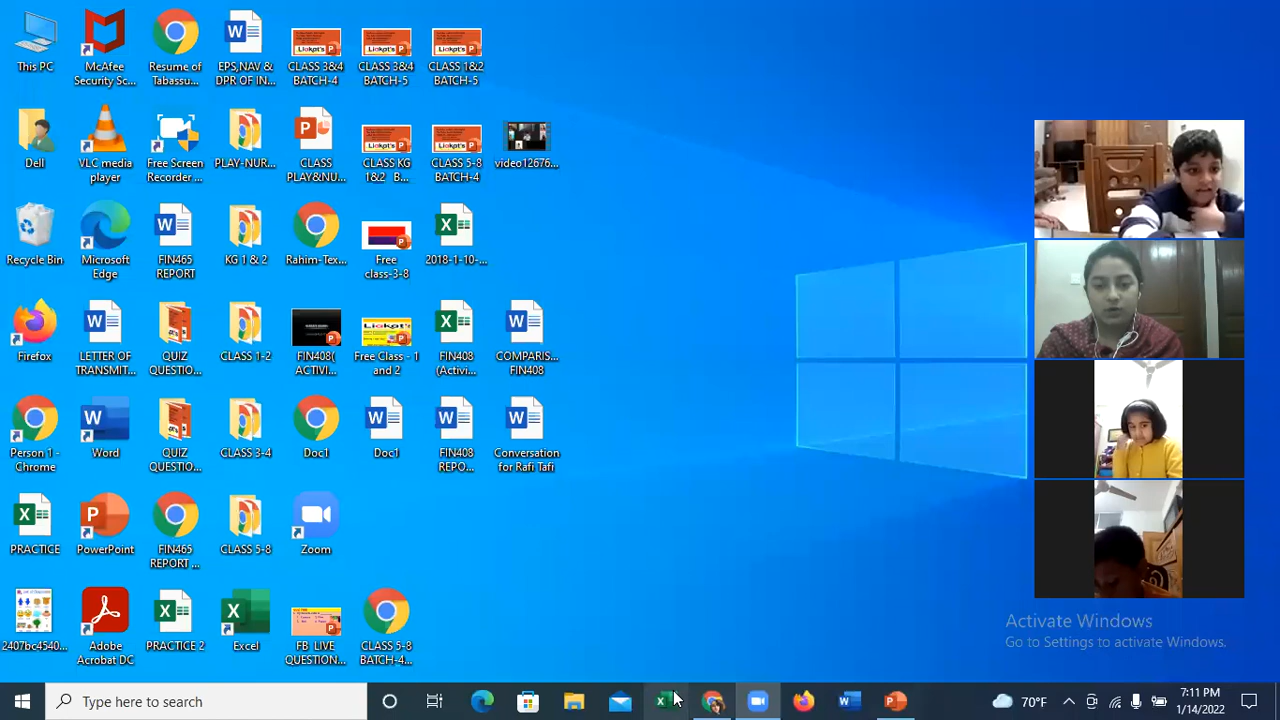 This PC
McAfee
Security Sc...
Resume of
Tabassu...
EPS,NAV &
DPR OF IN...
Liakat's
CLASS 3&4
BATCH-4
Liakat's
CLASS 3&4
BATCH-5
Liakat's
CLASS 1&2
BATCH-5
Dell
VLC media
player
Free Screen
Recorder ...
PLAY-NUR...
CLASS
PLAY&NU...
Liakat's
CLASS KG
1&2 B...
Liakat's
CLASS 5-8
BATCH-4
video12676...
Recycle Bin
Microsoft
Edge
FIN465
REPORT
KG 1 & 2
Rahim-Tex...
Free
class-3-8
2018-1-10-...
Firefox
LETTER OF
TRANSMIT...
QUIZ
QUESTIO...
CLASS 1-2
FIN408(
ACTIVI...
Liakat's
Free Class - 1
and 2
FIN408
(Activi...
COMPARIS...
FIN408
Person 1 -
Chrome
Word
QUIZ
QUESTIO...
CLASS 3-4
Doc1
Doc1
FIN408
REPO...
Conversation
for Rafi Tafi
PRACTICE
PowerPoint
FIN465
REPORT ...
CLASS 5-8
Zoom
2407bc4540...
Adobe
Acrobat DC
PRACTICE 2
Excel
FB LIVE
QUESTION...
CLASS 5-8
BATCH-4...
Activate Windows
Go to Settings to activate Windows.
Type here to search
70°F
7:11 PM
1/14/2022